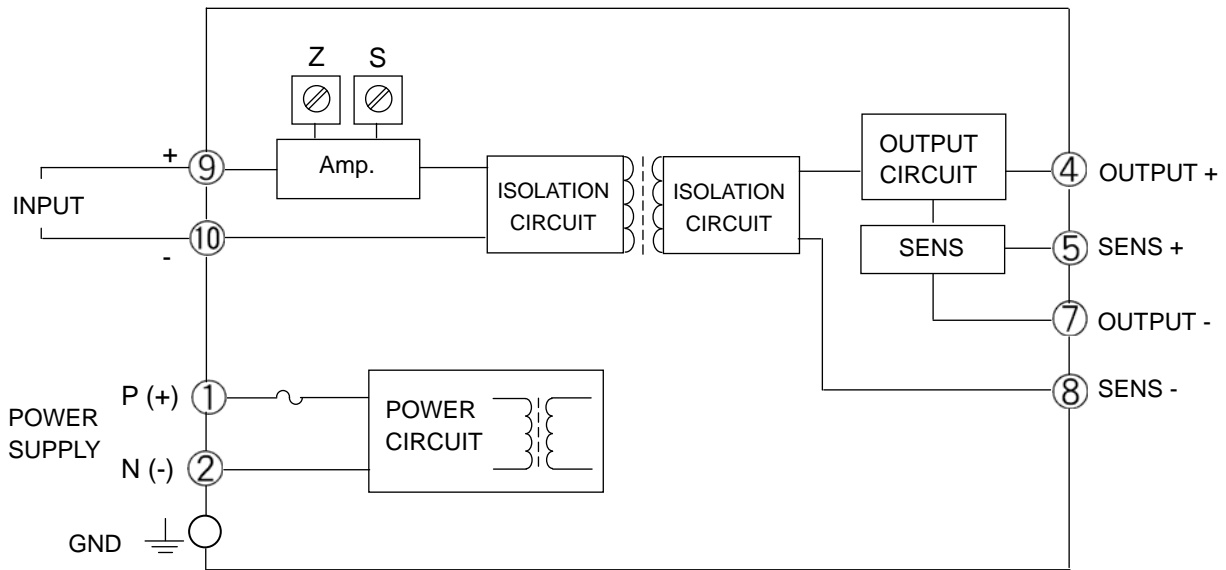 Z S
+ ⑨ Amp.
INPUT
⑩
-
ISOLATION
CIRCUIT
ISOLATION
CIRCUIT
OUTPUT
CIRCUIT
④ OUTPUT +
SENS
⑤ SENS +
⑦ OUTPUT -
⑧ SENS -
POWER
SUPPLY
P (+) ①
N (-) ②
POWER
CIRCUIT
GND